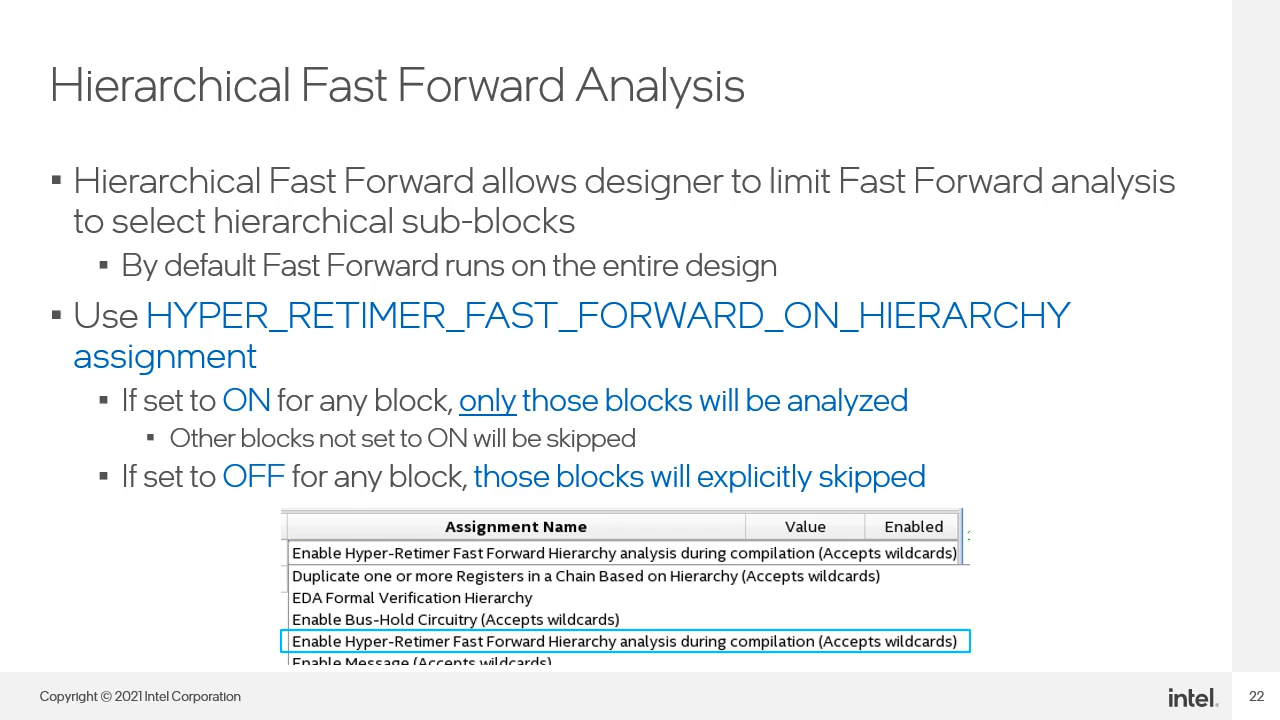 Hierarchical Fast Forward Analysis
▪ Hierarchical Fast Forward allows designer to limit Fast Forward analysis
to select hierarchical sub-blocks
▪ By default Fast Forward runs on the entire design
▪ Use HYPER_RETIMER_FAST_FORWARD_ON_HIERARCHY
assignment
▪ If set to ON for any block, only those blocks will be analyzed
▪ Other blocks not set to ON will be skipped
▪ If set to OFF for any block, those blocks will explicitly skipped
Assignment Name Value Enabled
Enable Hyper-Retimer Fast Forward Hierarchy analysis during compilation (Accepts wildcards)
Duplicate one or more Registers in a Chain Based on Hierarchy (Accepts wildcards)
EDA Formal Verification Hierarchy
Enable Bus-Hold Circuitry (Accepts wildcards)
Enable Hyper-Retimer Fast Forward Hierarchy analysis during compilation (Accepts wildcards)
Enable Message (Accepts wildcards)
Copyright © 2021 Intel Corporation
intel.
22